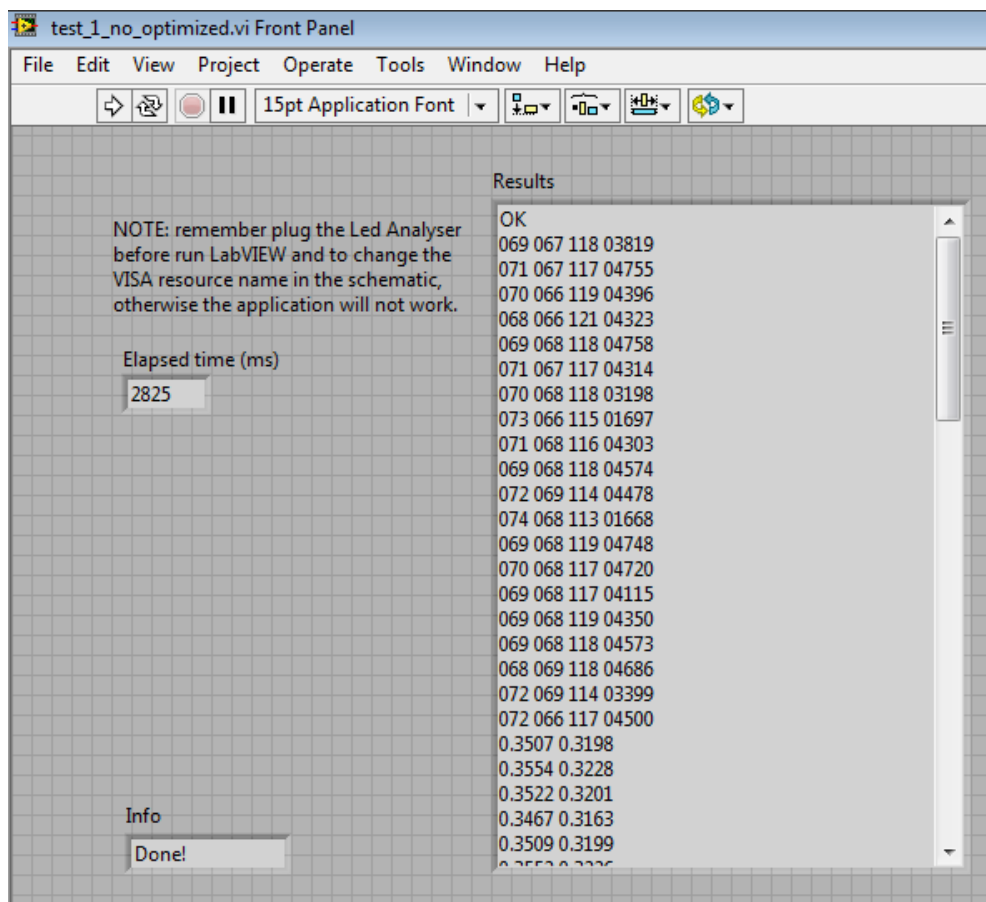 test_1_no_optimized.vi Front Panel
File Edit View Project Operate Tools Window Help
15pt Application Font
NOTE: remember plug the Led Analyser
before run LabVIEW and to change the
VISA resource name in the schematic,
otherwise the application will not work.
Elapsed time (ms)
2825
Info
Done!
Results
OK
069 067 118 03819
071 067 117 04755
070 066 119 04396
068 066 121 04323
069 068 118 04758
071 067 117 04314
070 068 118 03198
073 066 115 01697
071 068 116 04303
069 068 118 04574
072 069 114 04478
074 068 113 01668
069 068 119 04748
070 068 117 04720
069 068 117 04115
069 068 119 04350
069 068 118 04573
068 069 118 04686
072 069 114 03399
072 066 117 04500
0.3507 0.3198
0.3554 0.3228
0.3522 0.3201
0.3467 0.3163
0.3509 0.3199